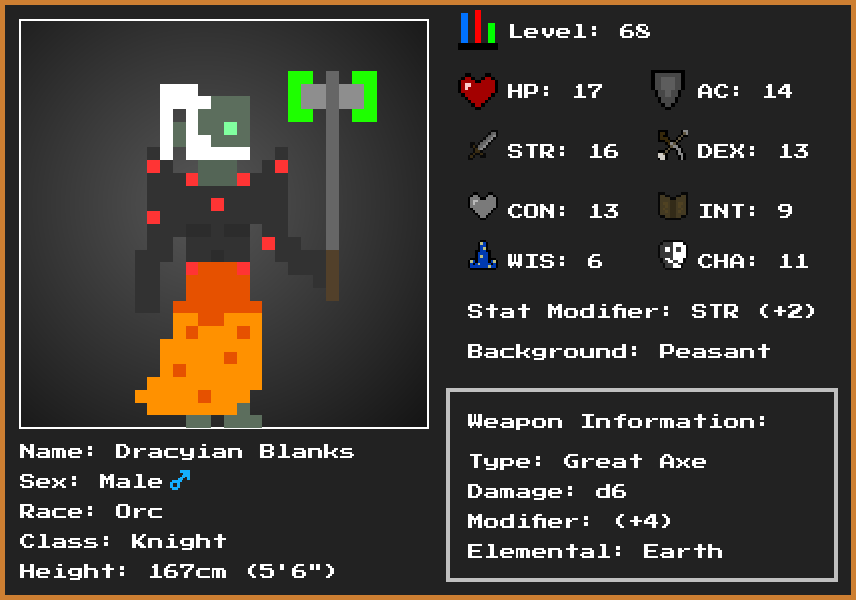 Level: 68
HP: 17
AC: 14
STR: 16
DEX: 13
CON: 13
INT: 9
WIS: 6
CHA: 11
Stat Modifier: STR (+2)
Background: Peasant
Weapon Information:
Type: Great Axe
Damage: d6
Modifier: (+4)
Elemental: Earth
Name: Dracyian Blanks
Sex: Male ♂
Race: Orc
Class: Knight
Height: 167cm (5'6")